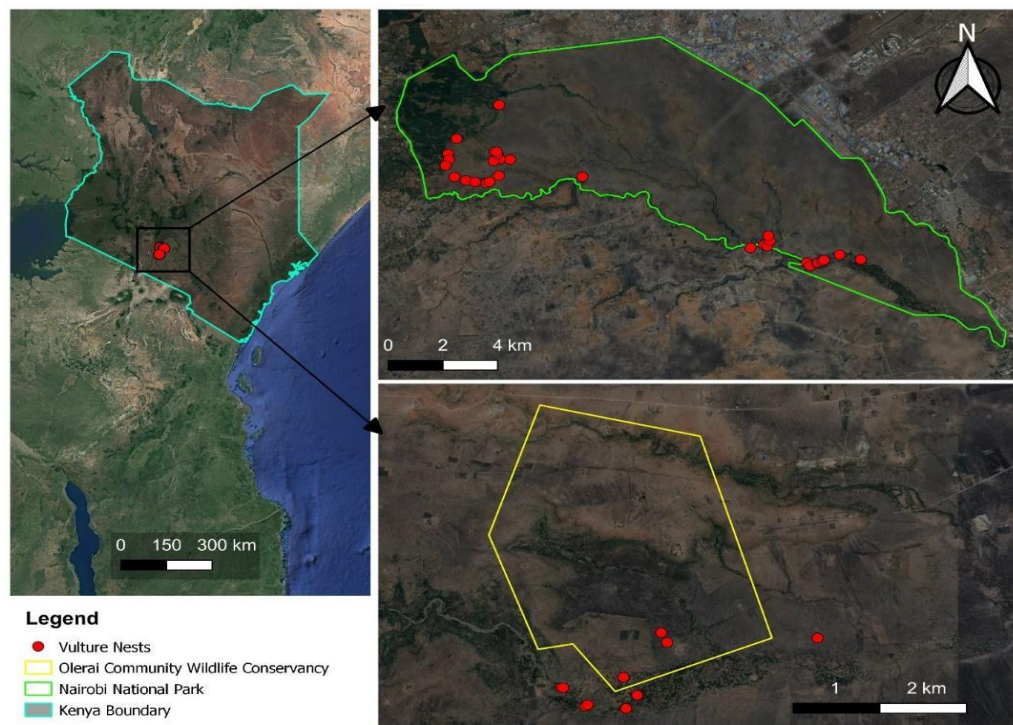 N
0 2 4 km
0 150 300 km
1 2 km
Legend
Vulture Nests
Olerai Community Wildlife Conservancy
Nairobi National Park
Kenya Boundary